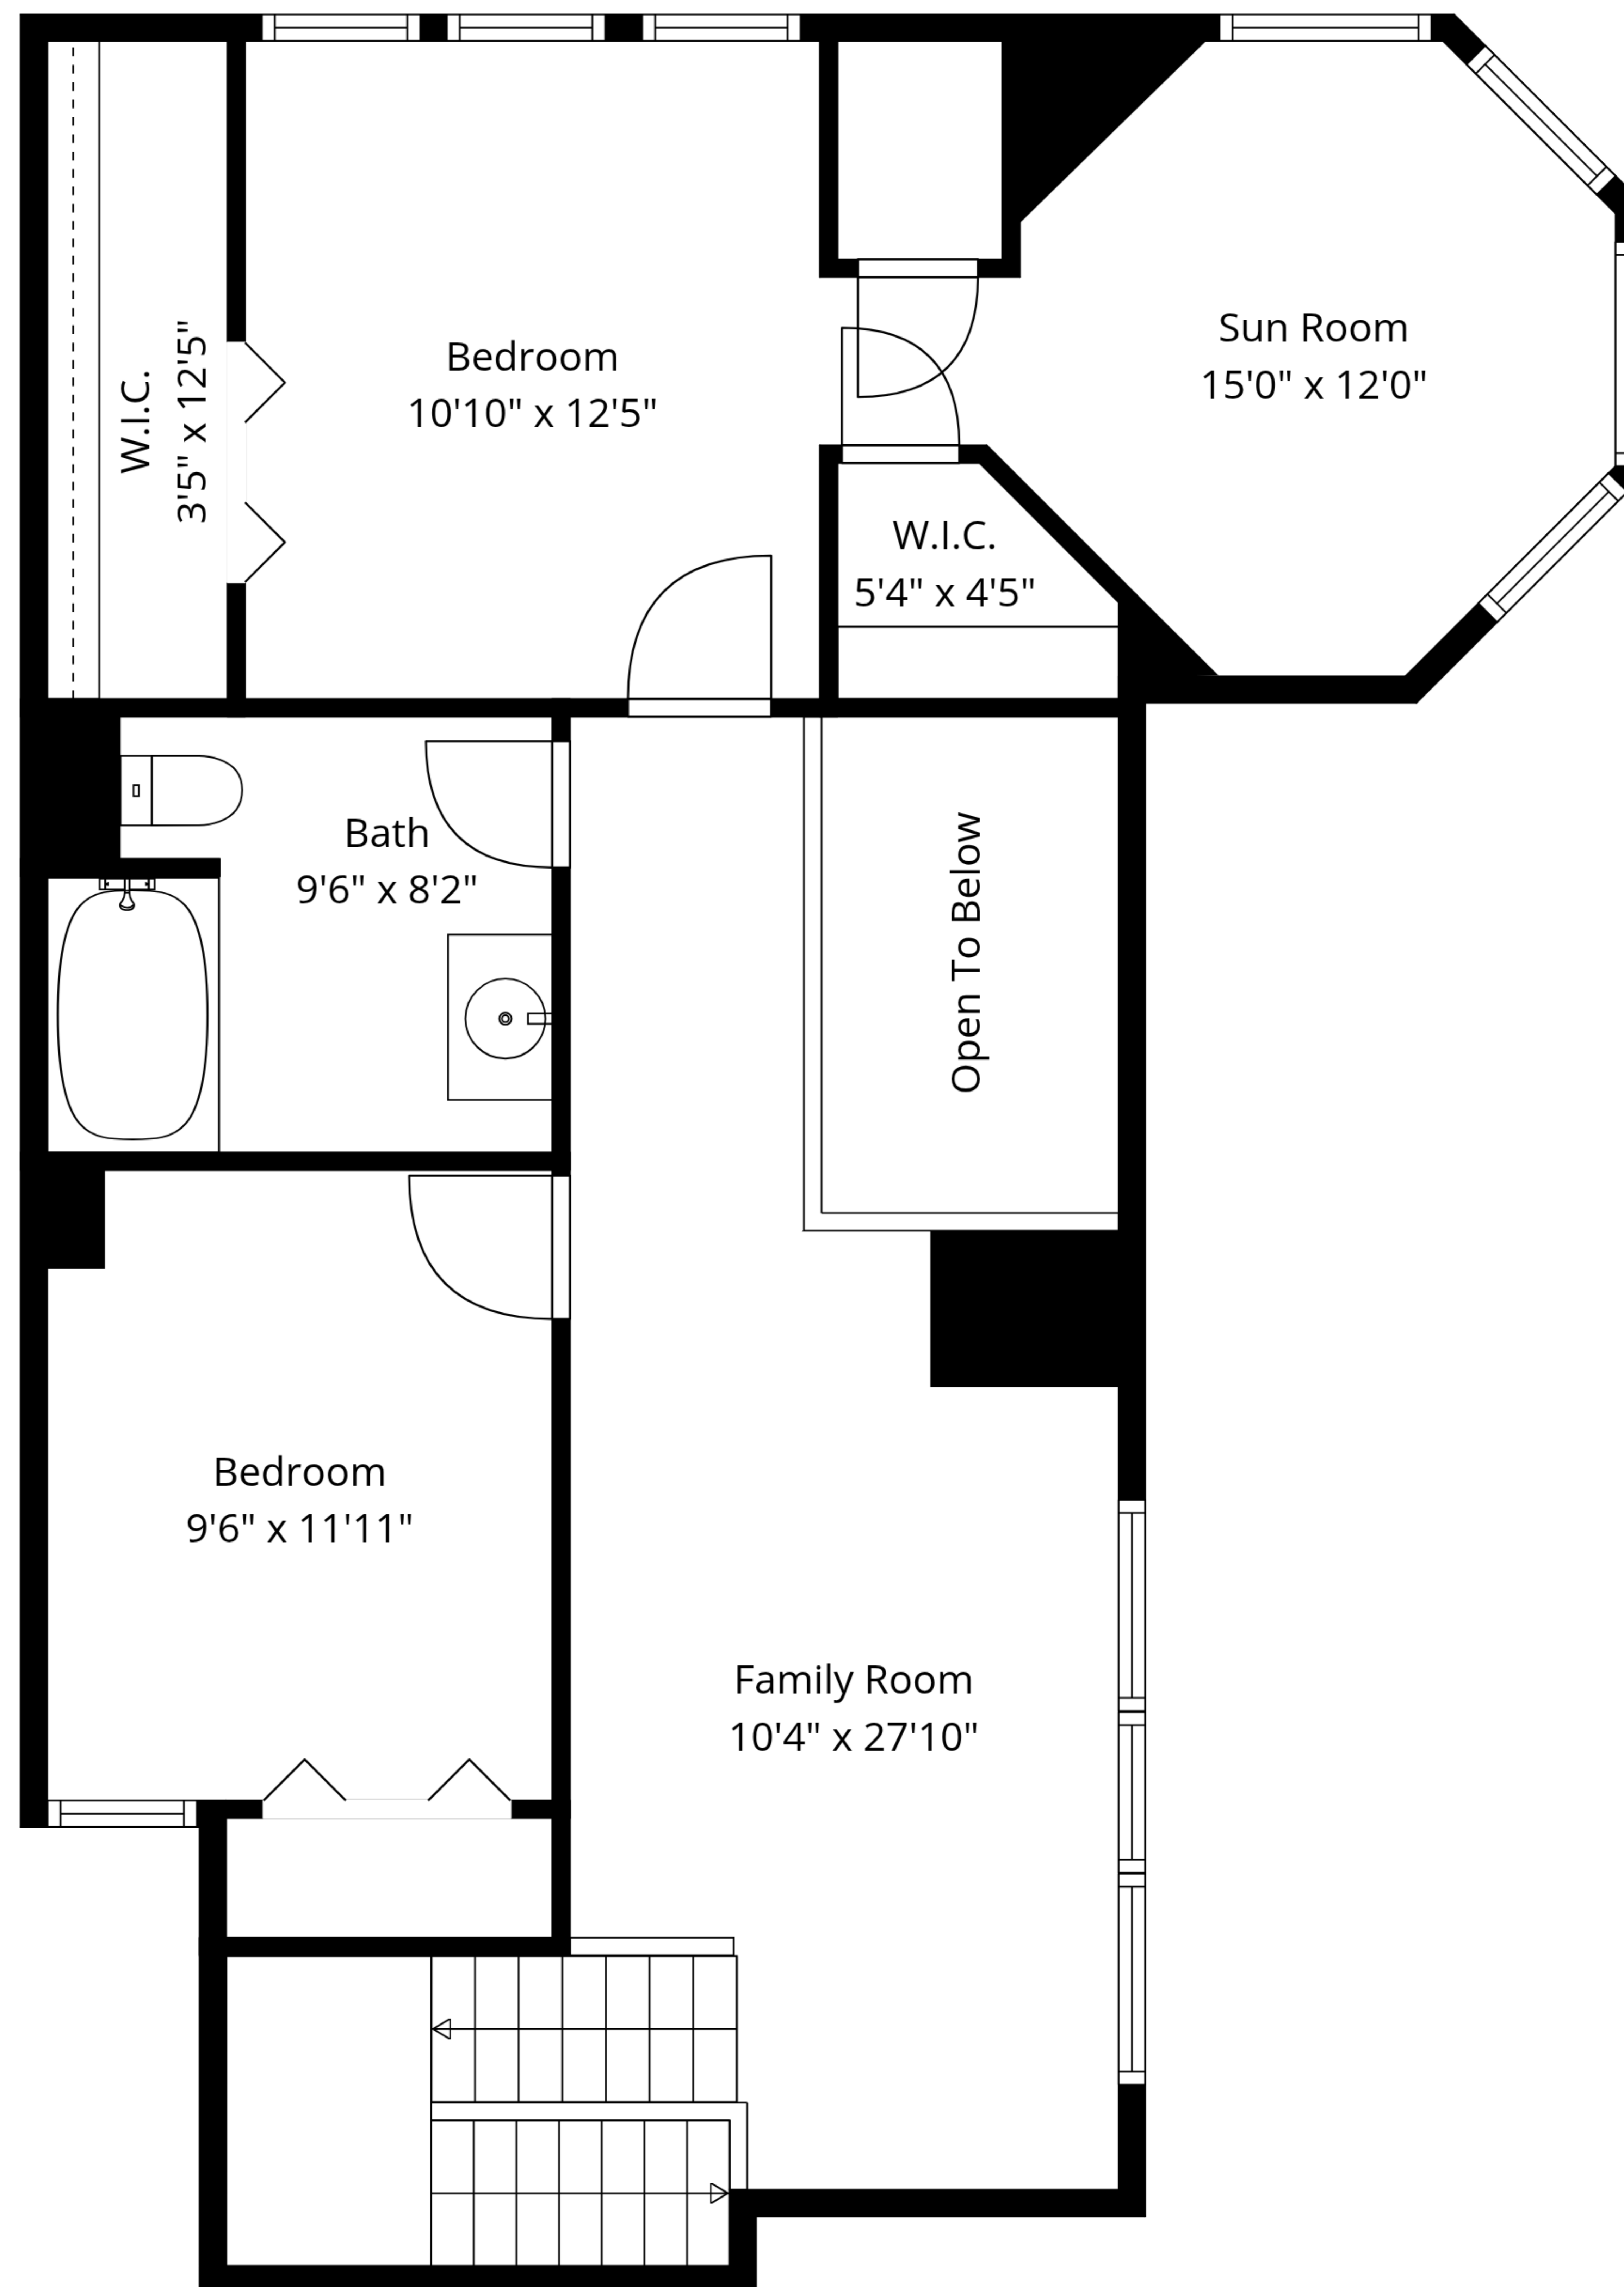 Sun Room
15'0" x 12'0"
Bedroom
10'10" x 12'5"
W.I.C.
3'5" x 12'5"
W.I.C.
5'4" x 4'5"
Bath
9'6" x 8'2"
Open To Below
Bedroom
9'6" x 11'11"
Family Room
10'4" x 27'10"